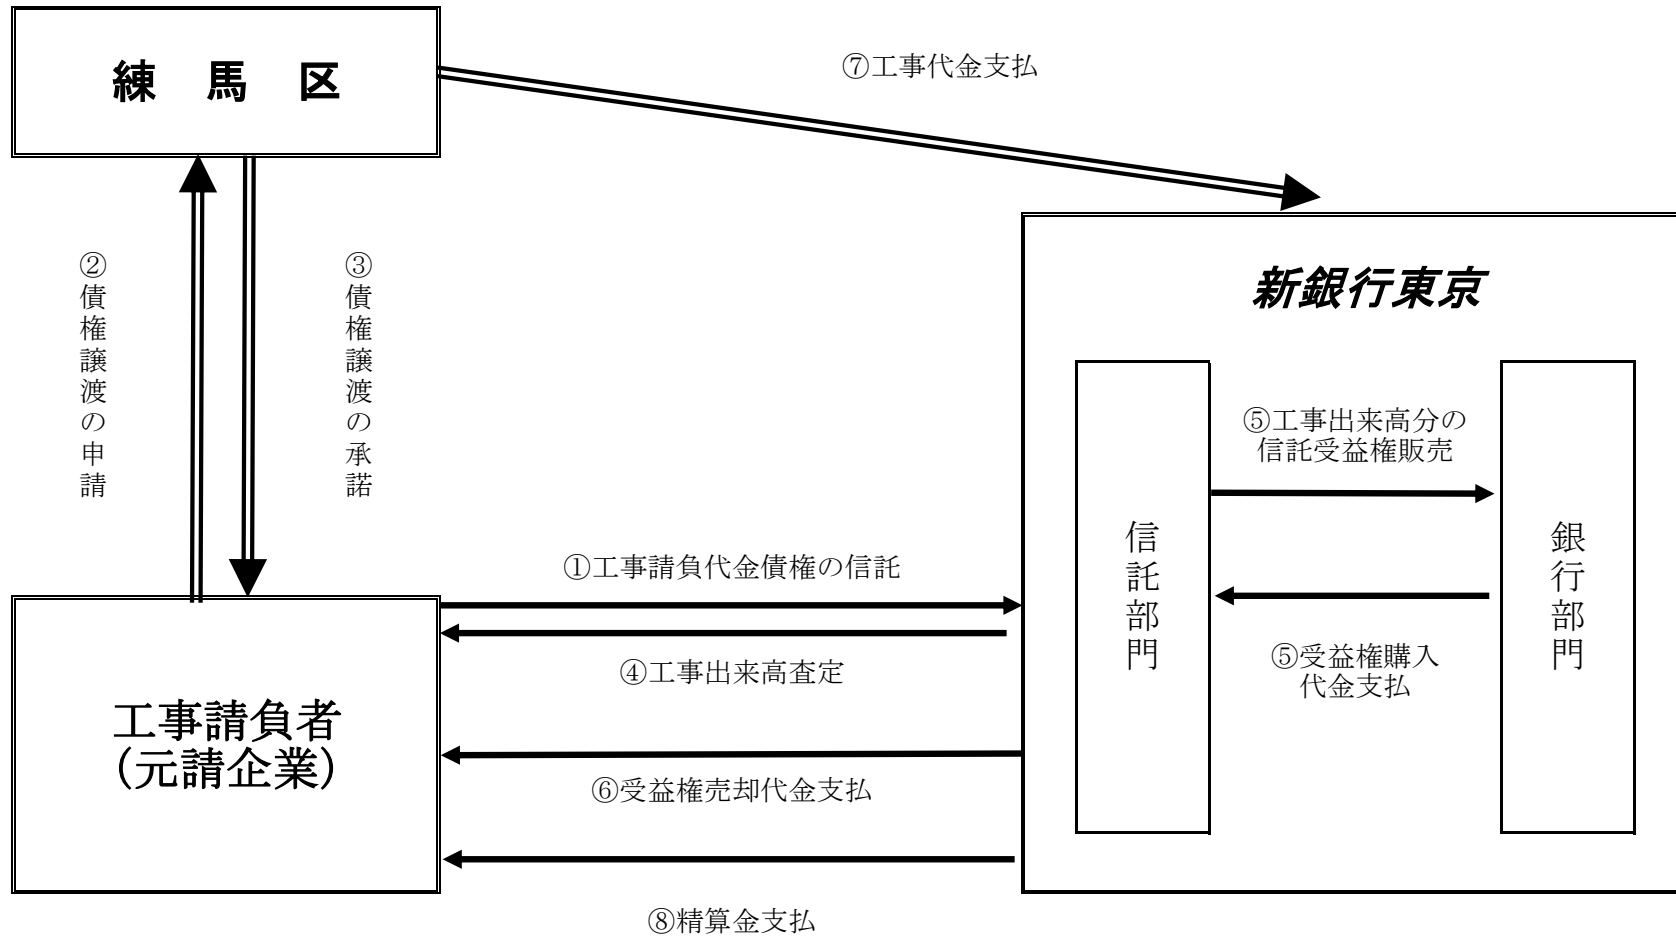 練 馬 区
⑦工事代金支払
②債権譲渡の申請
③債権譲渡の承諾
新銀行東京
⑤工事出来高分の
信託受益権販売
信託部門
銀行部門
⑤受益権購入
代金支払
①工事請負代金債権の信託
④工事出来高査定
工事請負者
(元請企業)
⑥受益権売却代金支払
⑧精算金支払